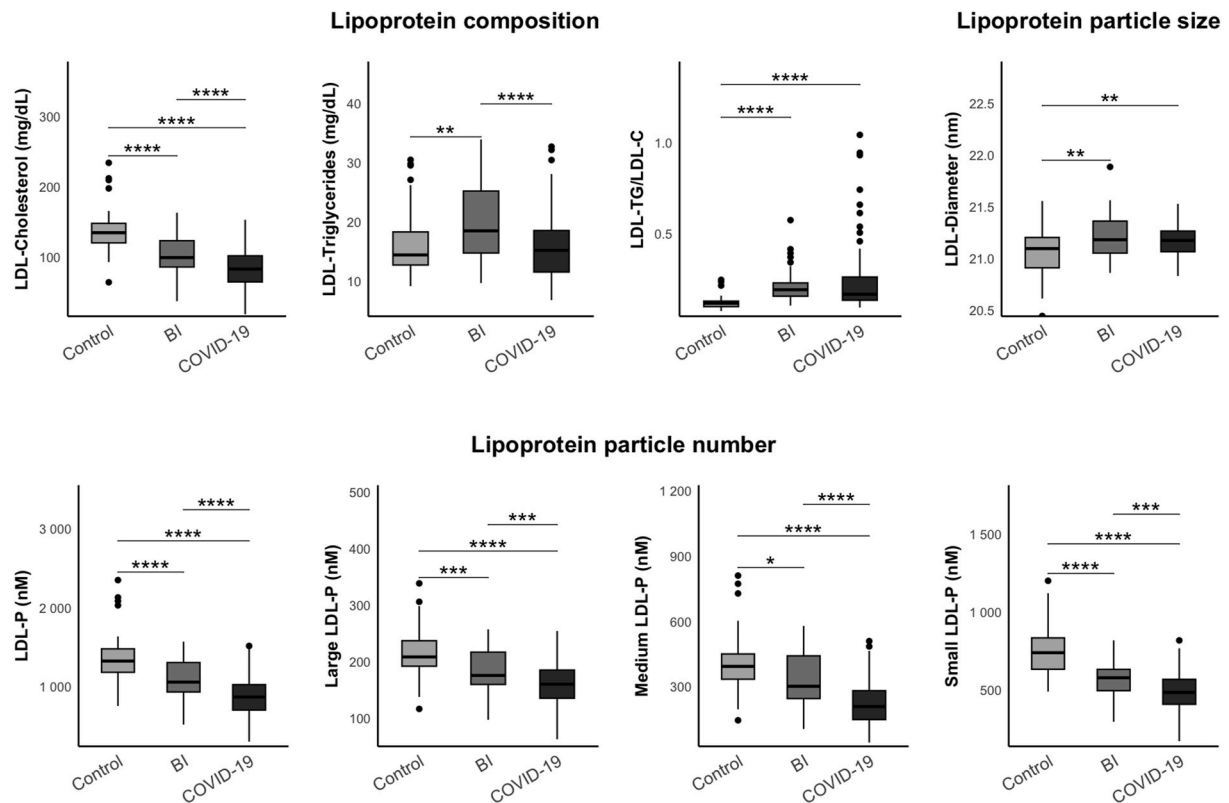 Lipoprotein composition
Lipoprotein particle size
LDL-Cholesterol (mg/dL)
300
200
100
****
****
****
Control
BI
COVID-19
LDL-Triglycerides (mg/dL)
40
30
20
10
****
**
Control
BI
COVID-19
LDL-TG/LDL-C
1.0
0.5
****
****
Control
BI
COVID-19
LDL-Diameter (nm)
22.5
22.0
21.5
21.0
20.5
**
**
Control
BI
COVID-19
Lipoprotein particle number
LDL-P (nM)
3 000
2 000
1 000
****
****
****
Control
BI
COVID-19
Large LDL-P (nM)
500
400
300
200
100
***
****
***
Control
BI
COVID-19
Medium LDL-P (nM)
1 200
900
600
300
****
****
*
Control
BI
COVID-19
Small LDL-P (nM)
1 500
1 000
500
***
****
****
Control
BI
COVID-19